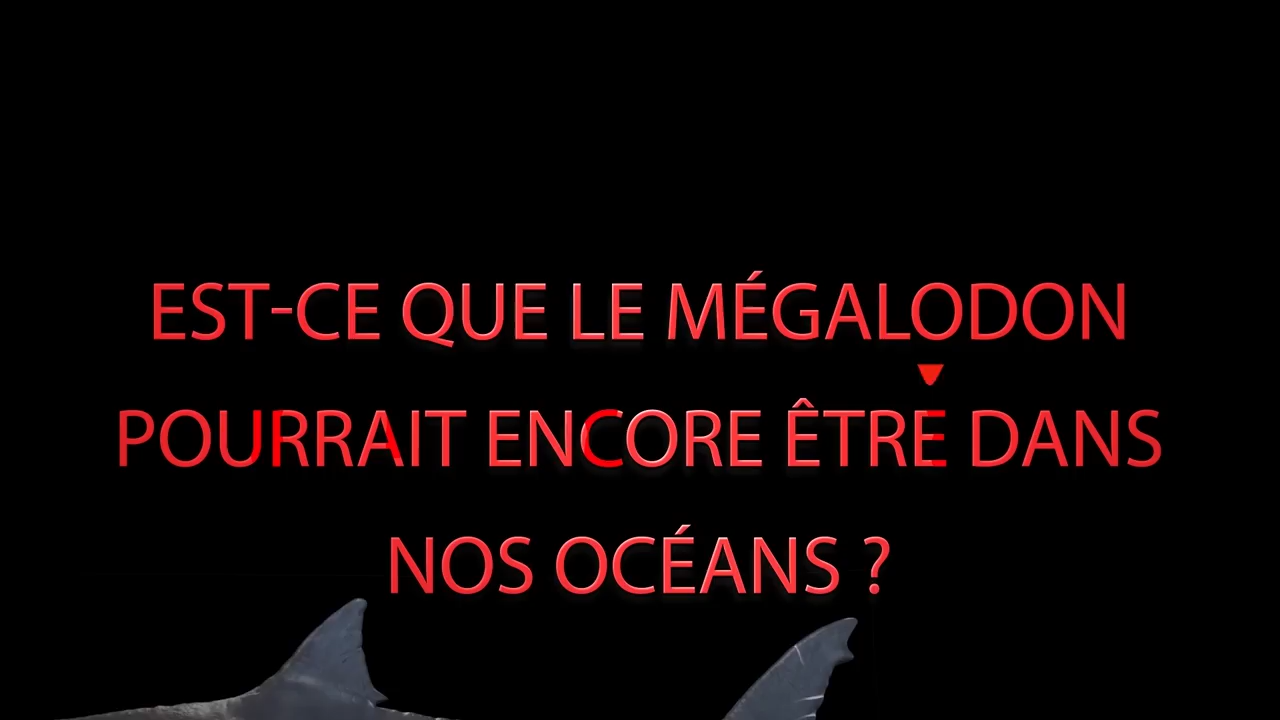 EST-CE QUE LE MÉGALODON
POURRAIT ENCORE ÊTRE DANS
NOS OCÉANS ?